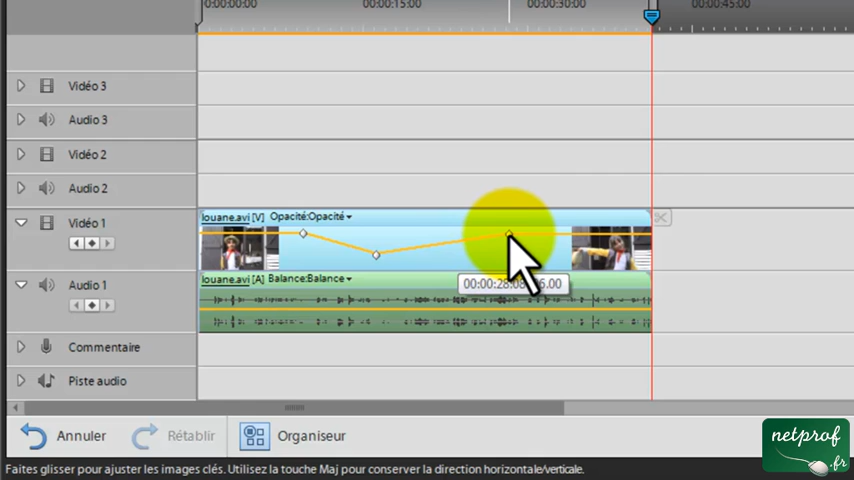 00:00:00:00 00:00:15:00 00:00:30:00 00:00:45:00
Vidéo 3
Audio 3
Vidéo 2
Audio 2
louane.avi [V] Opacité:Opacité
Vidéo 1
louane.avi [A] Balance:Balance
Audio 1
Commentaire
Piste audio
Annuler Rétablir Organiseur
netprof
.fr
Faites glisser pour ajuster les images clés. Utilisez la touche Maj pour conserver la direction horizontale/verticale.